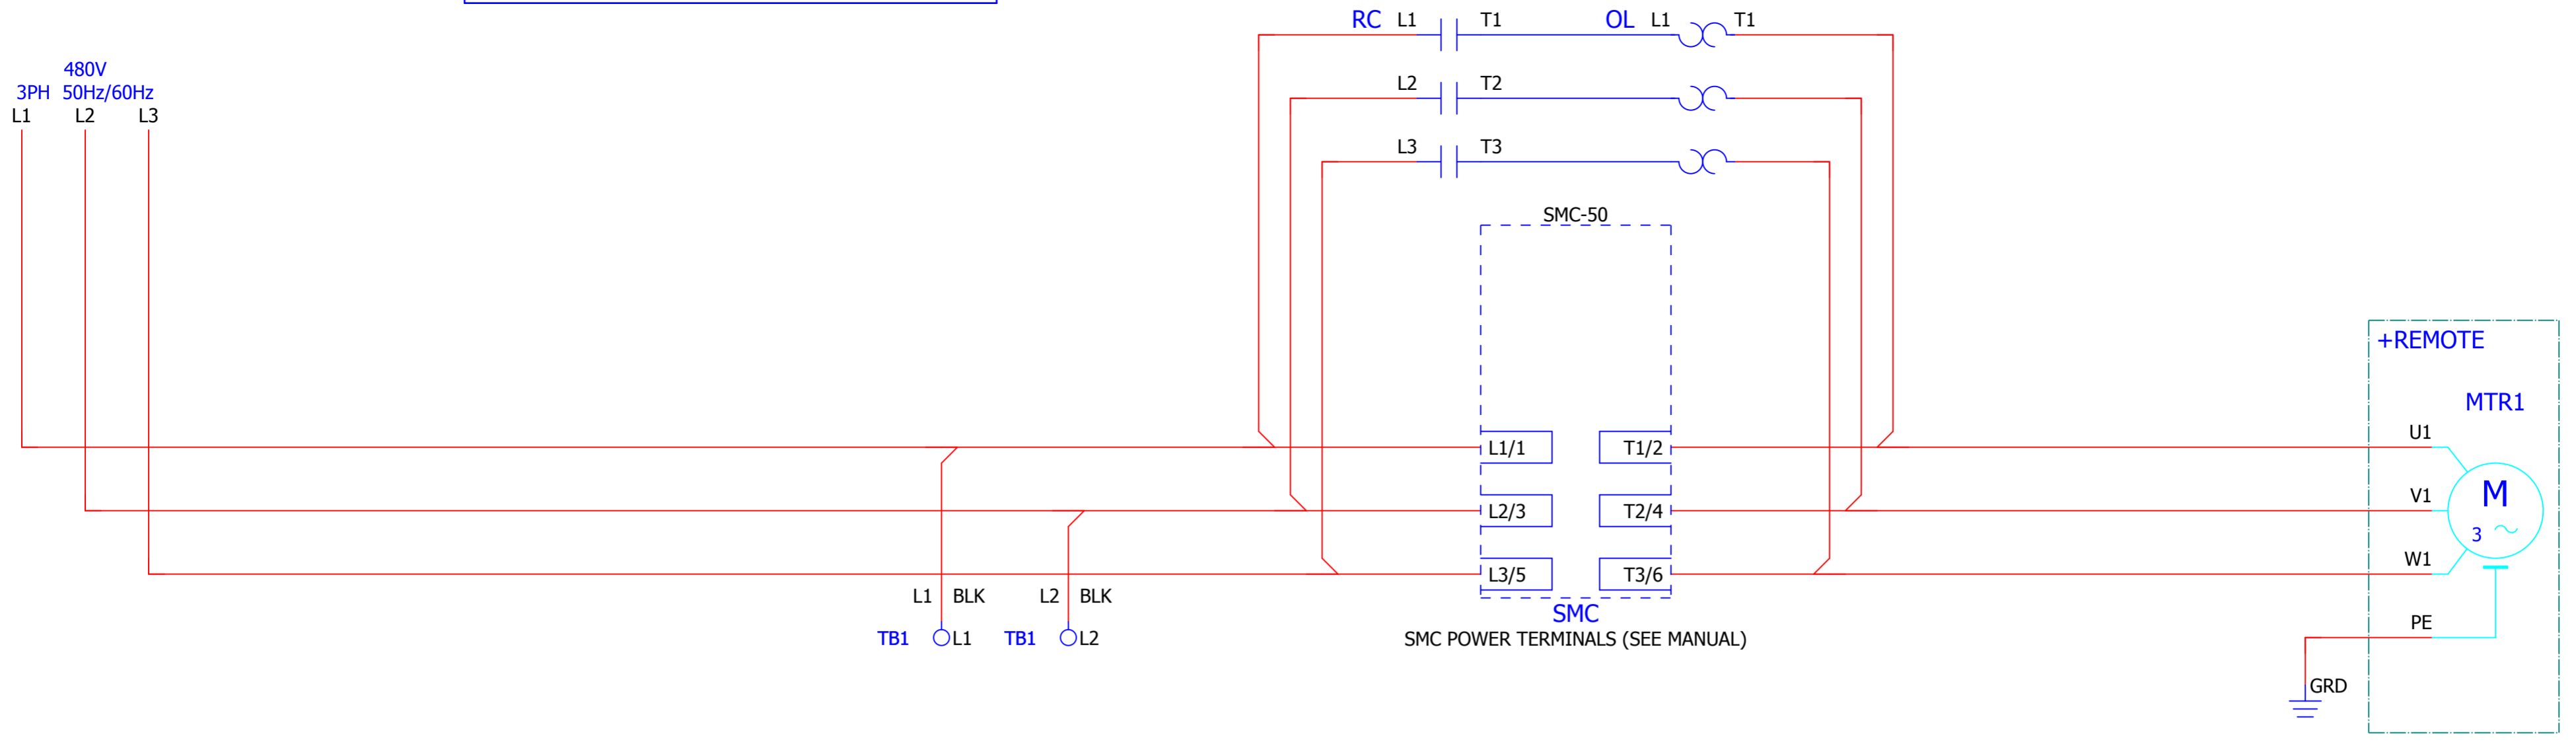 RC L1 T1 OL L1 T1
480V
3PH 50Hz/60Hz
L1 L2 L3
L2 T2
L3 T3
SMC-50
+REMOTE
MTR1
L1/1 T1/2 U1
L2/3 T2/4 V1 M
3 ~
L3/5 T3/6 W1
L1 BLK L2 BLK
SMC
TB1 L1 TB1 L2
SMC POWER TERMINALS (SEE MANUAL)
PE
GRD